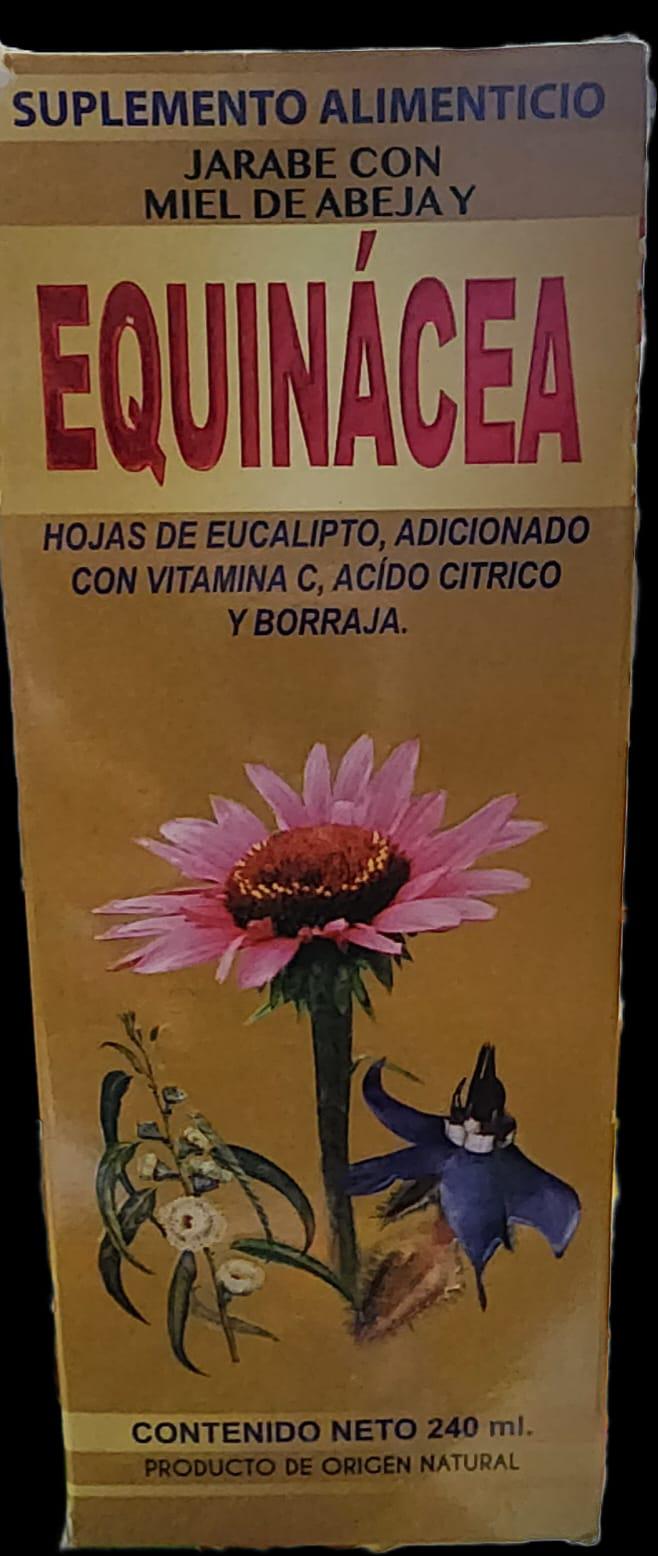 SUPLEMENTO ALIMENTICIO
JARABE CON
MIEL DE ABEJA Y
EQUINÁCEA
HOJAS DE EUCALIPTO, ADICIONADO
CON VITAMINA C, ACÍDO CITRICO
Y BORRAJA.
CONTENIDO NETO 240 ml.
PRODUCTO DE ORIGEN NATURAL